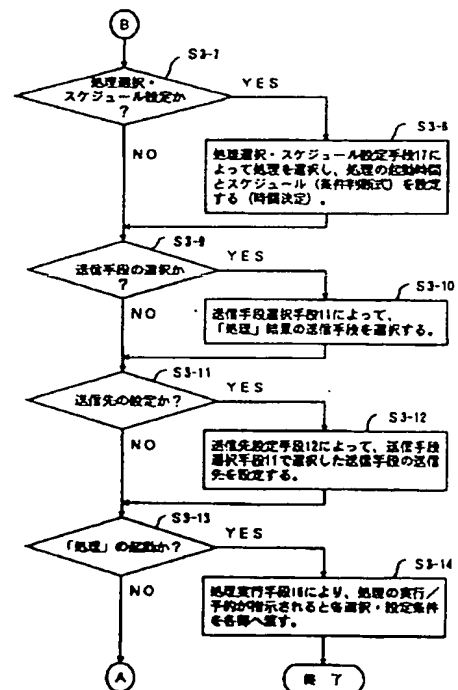 B
S3-7
処理選択・
スケジュール設定か
?
YES
NO
S3-8
処理選択・スケジュール設定手段17に
よって処理を選択し、処理の起動時間
とスケジュール(条件判断式)を設定
する(時間決定)。
S3-9
送信手段の選択か
?
YES
NO
S3-10
送信手段選択手段11によって、
「処理」結果の送信手段を選択する。
S3-11
送信先の設定か?
YES
NO
S3-12
送信先設定手段12によって、送信手段
選択手段11で選択した送信手段の送信
先を設定する。
S3-13
「処理」の起動か?
YES
NO
S3-14
処理実行手段16により、処理の実行/
予約が指示されると各選択・設定条件
を各部へ渡す。
A
終了